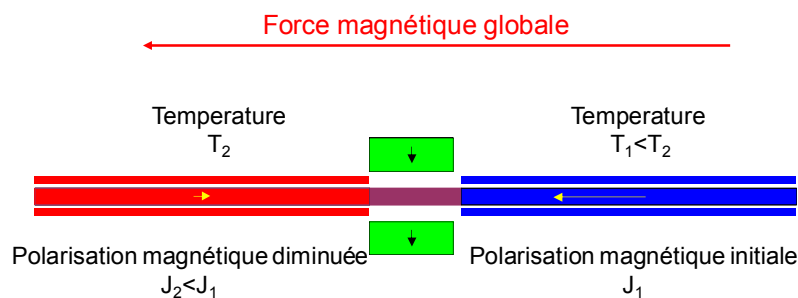 Force magnétique globale
Temperature
T₂
Temperature
T₁<T₂
Polarisation magnétique diminuée
J₂<J₁
Polarisation magnétique initiale
J₁